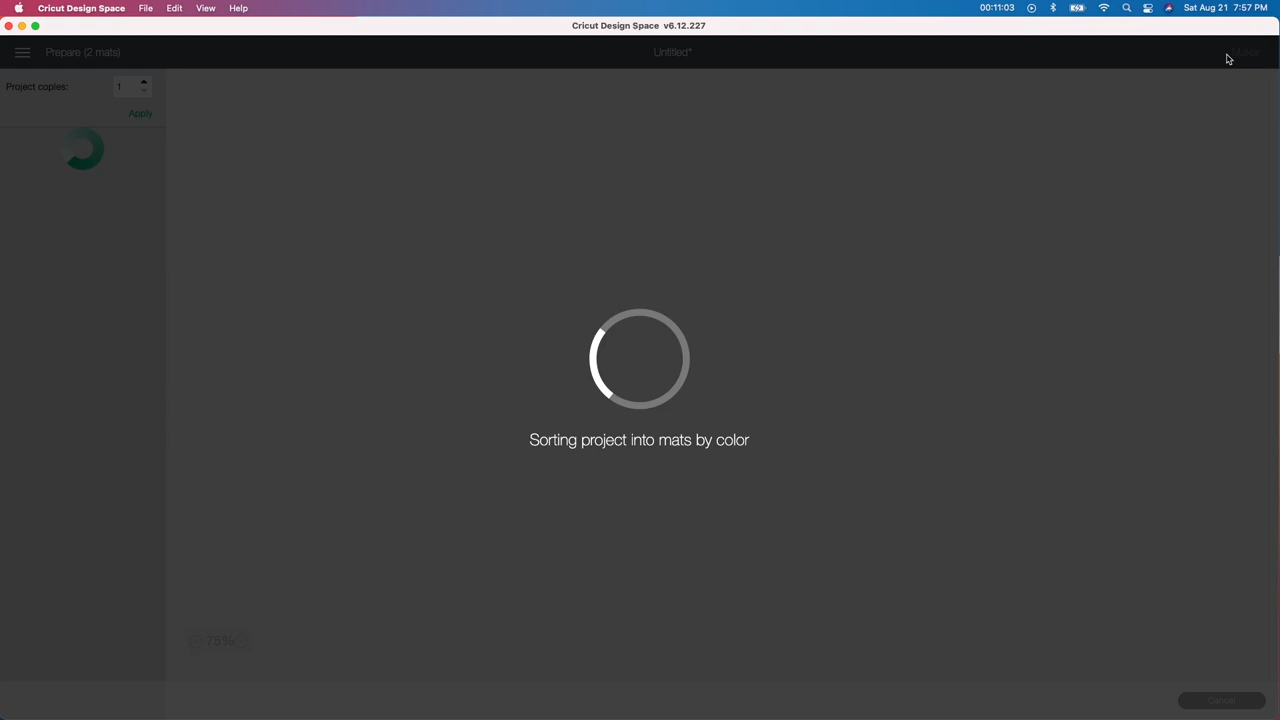 Cricut Design Space File Edit View Help 00:11:03 Sat Aug 21 7:57 PM
Cricut Design Space v6.12.227
Prepare (2 mats) Untitled*
Project copies: 1
Apply
Sorting project into mats by color
75%
Cancel